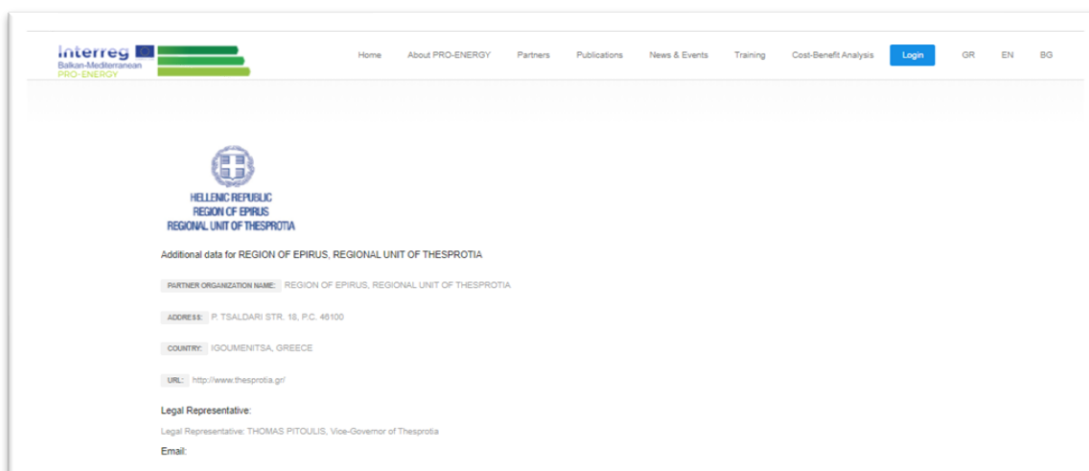 Interreg
Balkan-Mediterranean
PRO-ENERGY
Home About PRO-ENERGY Partners Publications News & Events Training Cost-Benefit Analysis Login GR EN BG
HELLENIC REPUBLIC
REGION OF EPIRUS
REGIONAL UNIT OF THESPROTIA
Additional data for REGION OF EPIRUS, REGIONAL UNIT OF THESPROTIA
PARTNER ORGANIZATION NAME: REGION OF EPIRUS, REGIONAL UNIT OF THESPROTIA
ADDRESS: P. TSALDARI STR. 18, P.C. 46100
COUNTRY: IGOUMENITSA, GREECE
URL: http://www.thesprotia.gr/
Legal Representative:
Legal Representative: THOMAS PITOULIS, Vice-Governor of Thesprotia
Email: